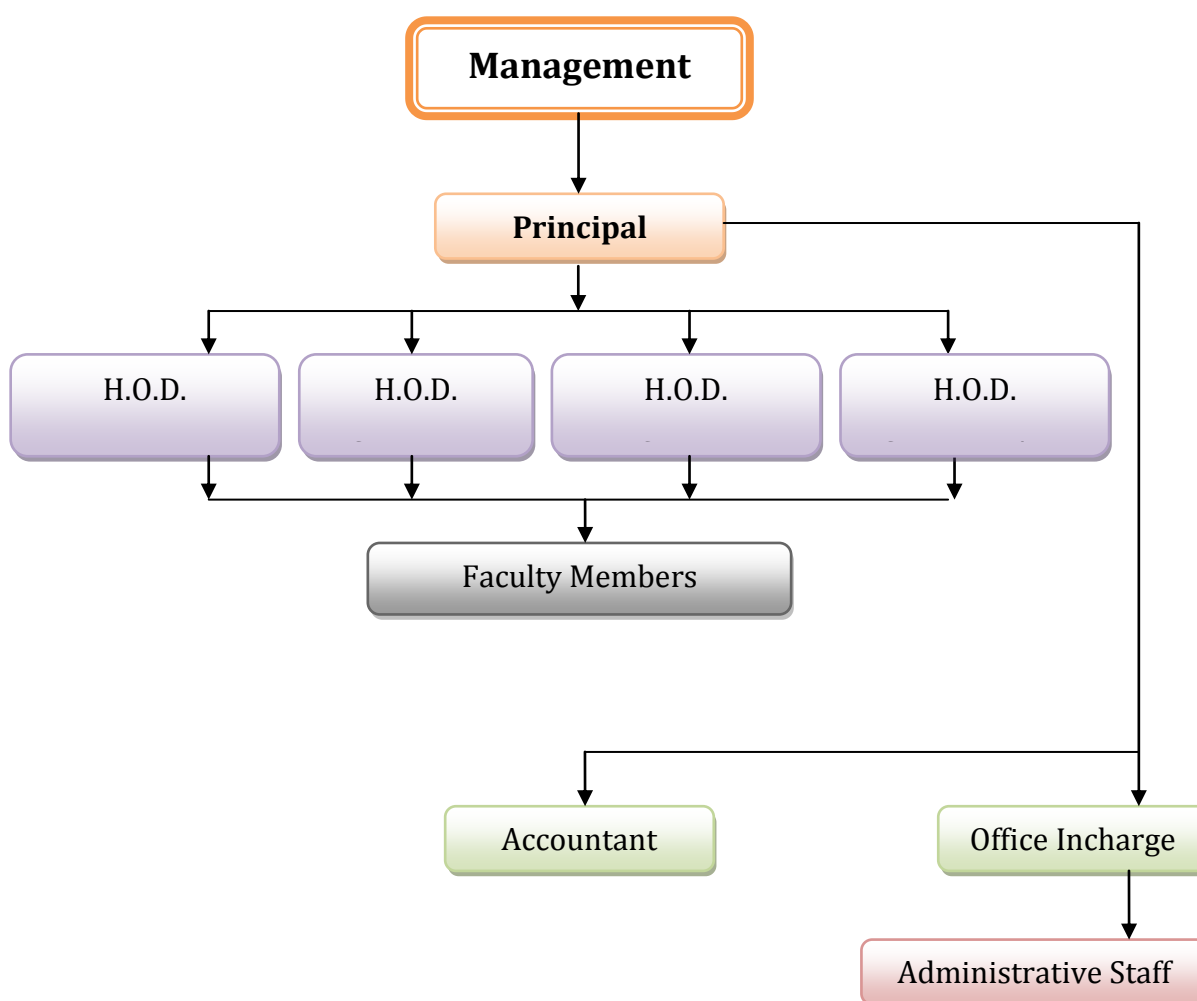 Management
Principal
H.O.D.
H.O.D.
H.O.D.
H.O.D.
Faculty Members
Accountant
Office Incharge
Administrative Staff